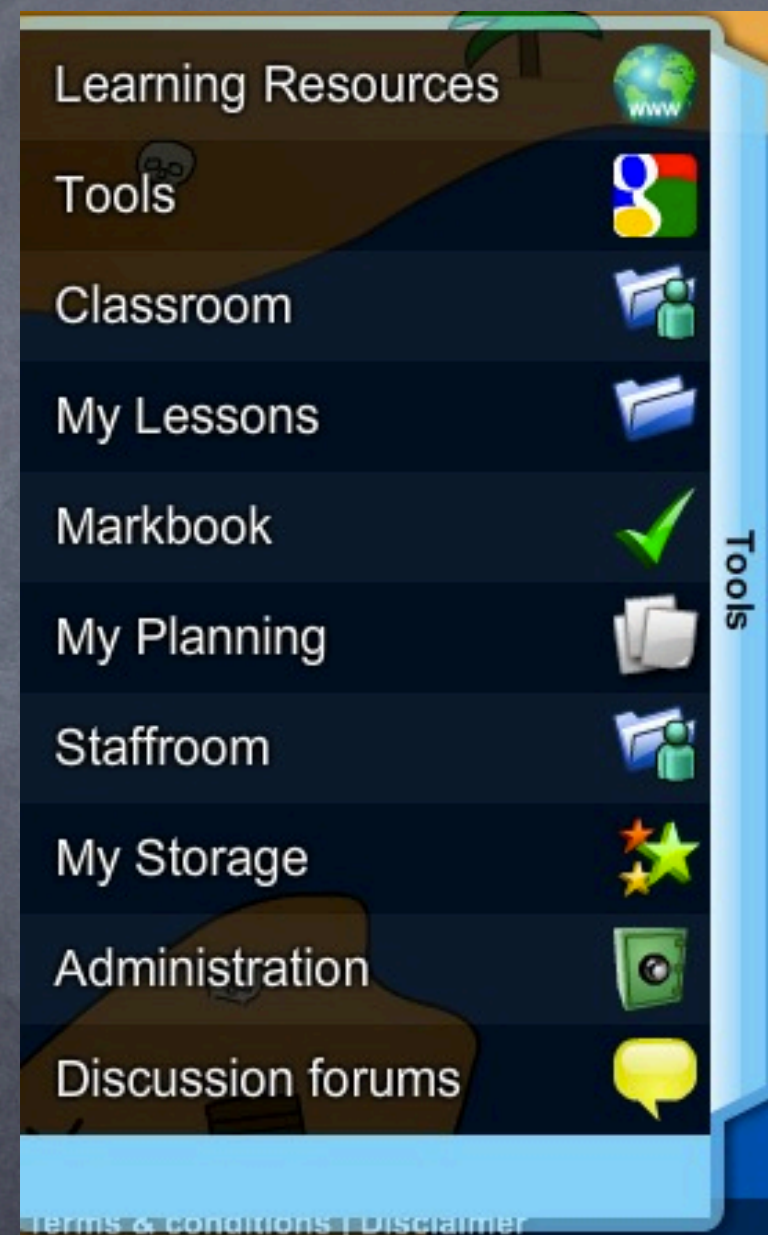 Learning Resources
www
Tools
Classroom
My Lessons
Markbook
My Planning
Staffroom
My Storage
Administration
Discussion forums
Tools
Terms & conditions | Disclaimer